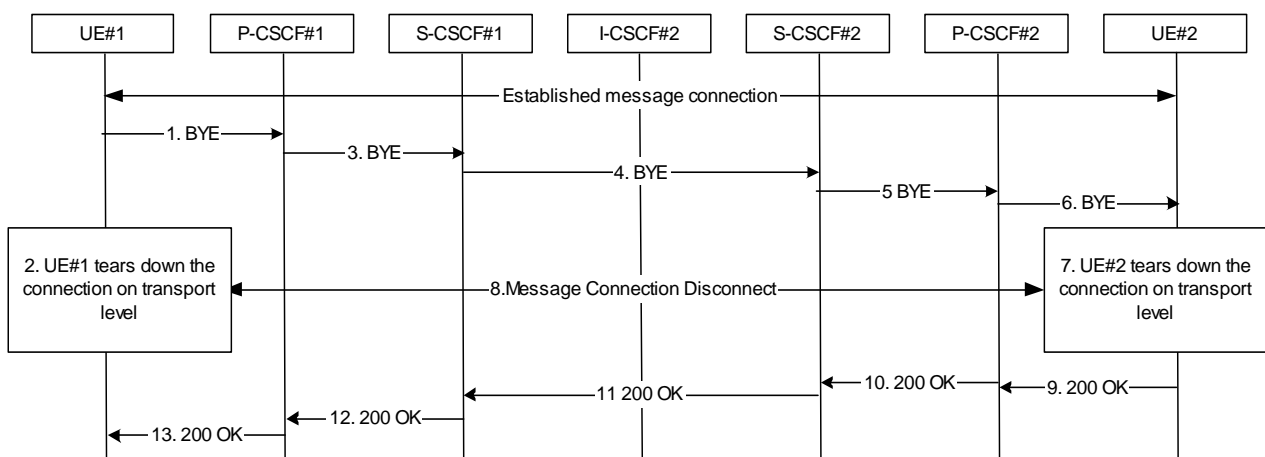 UE#1
P-CSCF#1
S-CSCF#1
I-CSCF#2
S-CSCF#2
P-CSCF#2
UE#2
Established message connection
1. BYE
3. BYE
4. BYE
5 BYE
6. BYE
2. UE#1 tears down the
connection on transport
level
8.Message Connection Disconnect
7. UE#2 tears down the
connection on transport
level
9. 200 OK
10. 200 OK
11 200 OK
12. 200 OK
13. 200 OK